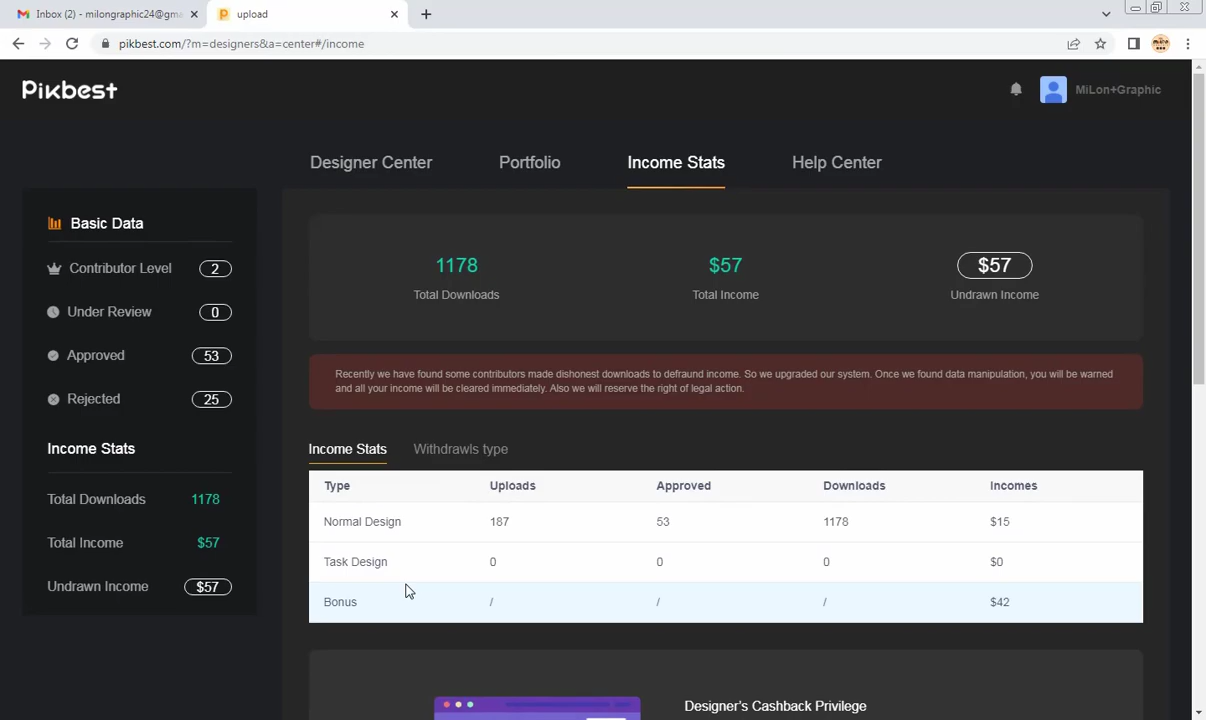 Inbox (2) - milongraphic24@gma
upload
pikbest.com/?m=designers&a=center#/income
Pikbest
MiLon+Graphic
Designer Center
Portfolio
Income Stats
Help Center
Basic Data
Contributor Level 2
Under Review 0
Approved 53
Rejected 25
Income Stats
Total Downloads 1178
Total Income $57
Undrawn Income $57
1178
Total Downloads
$57
Total Income
$57
Undrawn Income
Recently we have found some contributors made dishonest downloads to defraund income. So we upgraded our system. Once we found data manipulation, you will be warned
and all your income will be cleared immediately. Also we will reserve the right of legal action.
Income Stats Withdrawls type
Type Uploads Approved Downloads Incomes
Normal Design 187 53 1178 $15
Task Design 0 0 0 $0
Bonus / / / $42
Designer's Cashback Privilege